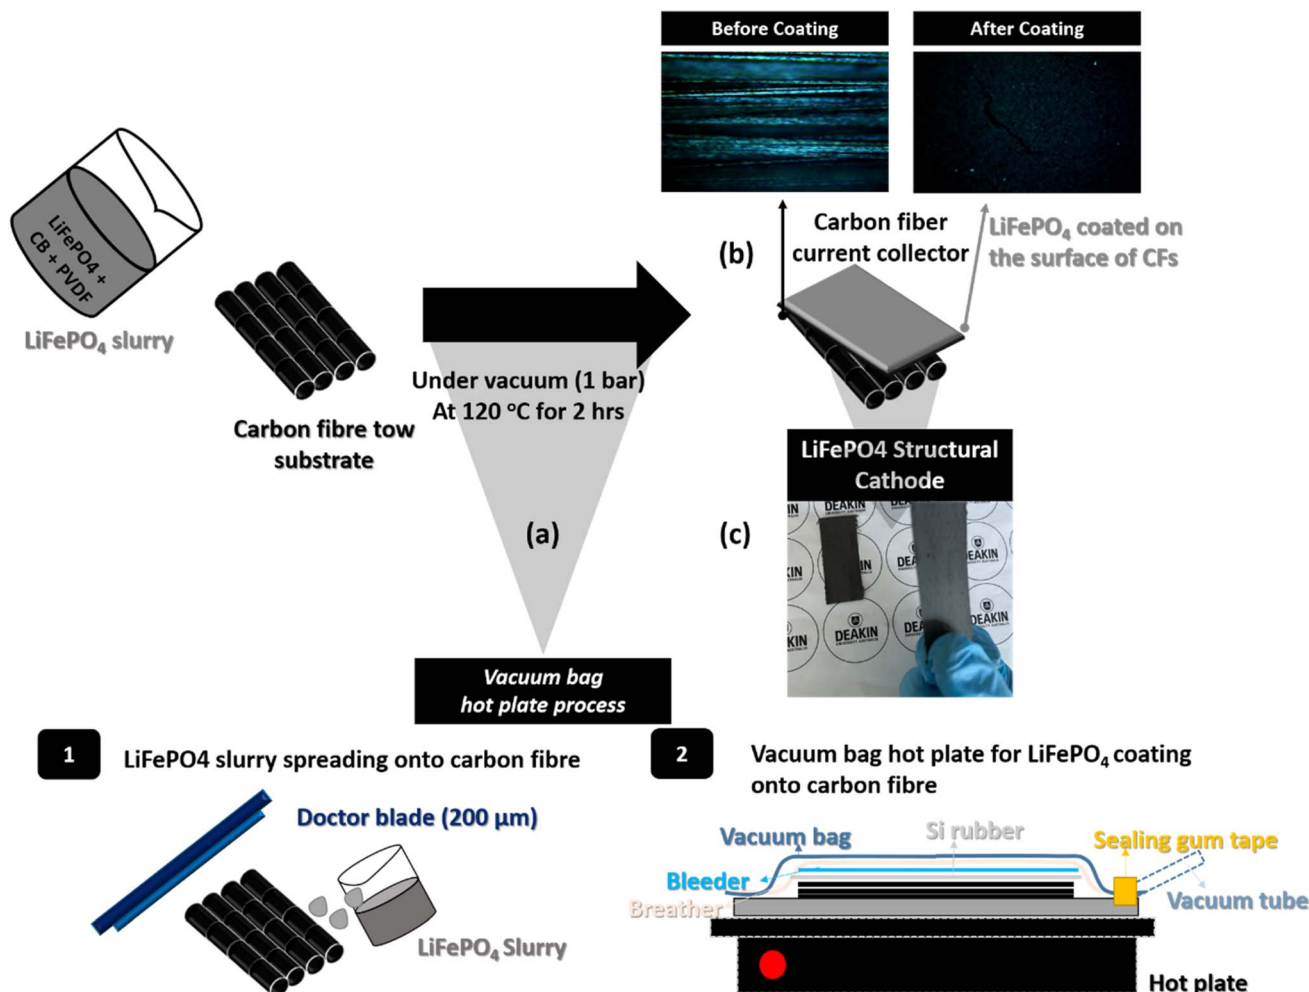 Before Coating
After Coating
LiFePO4 +
CB + PVDF
LiFePO₄ slurry
Carbon fibre tow
substrate
Under vacuum (1 bar)
At 120 °C for 2 hrs
(a)
Vacuum bag
hot plate process
(b)
Carbon fiber
current collector
LiFePO₄ coated on
the surface of CFs
LiFePO4 Structural
Cathode
(c)
DEAKIN
UNIVERSITY AUSTRALIA
1
LiFePO4 slurry spreading onto carbon fibre
Doctor blade (200 µm)
LiFePO₄ Slurry
2
Vacuum bag hot plate for LiFePO₄ coating
onto carbon fibre
Vacuum bag
Si rubber
Sealing gum tape
Bleeder
Breather
Vacuum tube
Hot plate